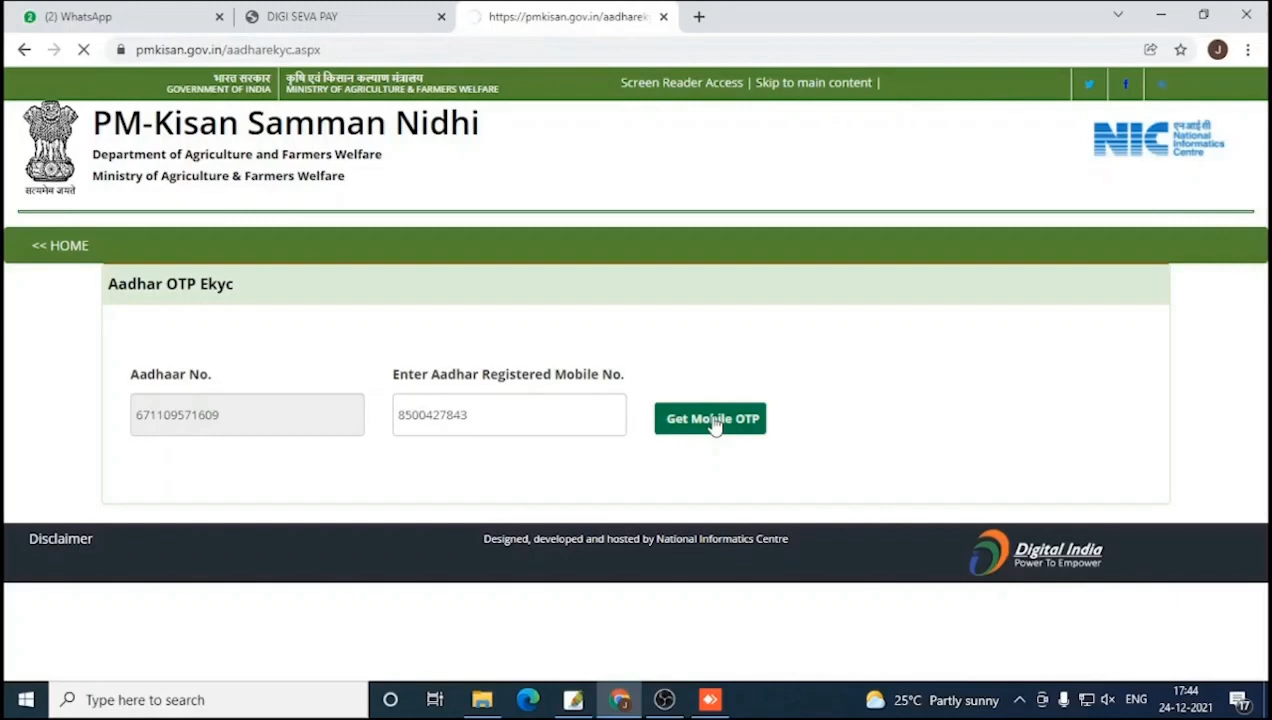 (2) WhatsApp
DIGI SEVA PAY
https://pmkisan.gov.in/aadharek
pmkisan.gov.in/aadharekyc.aspx
J
भारत सरकार
GOVERNMENT OF INDIA
कृषि एवं किसान कल्याण मंत्रालय
MINISTRY OF AGRICULTURE & FARMERS WELFARE
Screen Reader Access | Skip to main content |
सत्यमेव जयते
PM-Kisan Samman Nidhi
Department of Agriculture and Farmers Welfare
Ministry of Agriculture & Farmers Welfare
NIC
एन आई सी
National
Informatics
Centre
<< HOME
Aadhar OTP Ekyc
Aadhaar No.
Enter Aadhar Registered Mobile No.
671109571609
8500427843
Get Mobile OTP
Disclaimer
Designed, developed and hosted by National Informatics Centre
Digital India
Power To Empower
Type here to search
25°C Partly sunny
ENG
17:44
24-12-2021
17